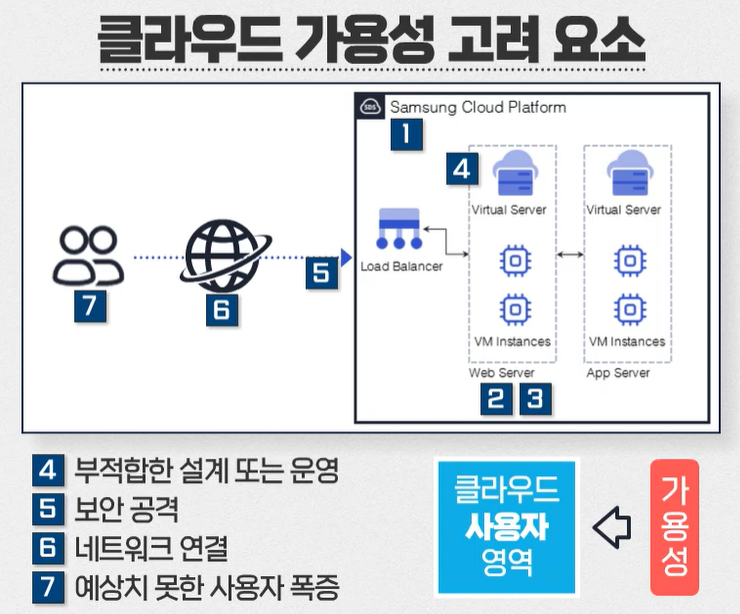 클라우드 가용성 고려 요소
SDS
Samsung Cloud Platform
1
4
Virtual Server
Virtual Server
Load Balancer
5
7
6
VM Instances
VM Instances
Web Server
App Server
2 3
4 부적합한 설계 또는 운영
5 보안 공격
6 네트워크 연결
7 예상치 못한 사용자 폭증
클라우드
사용자
영역
가용성